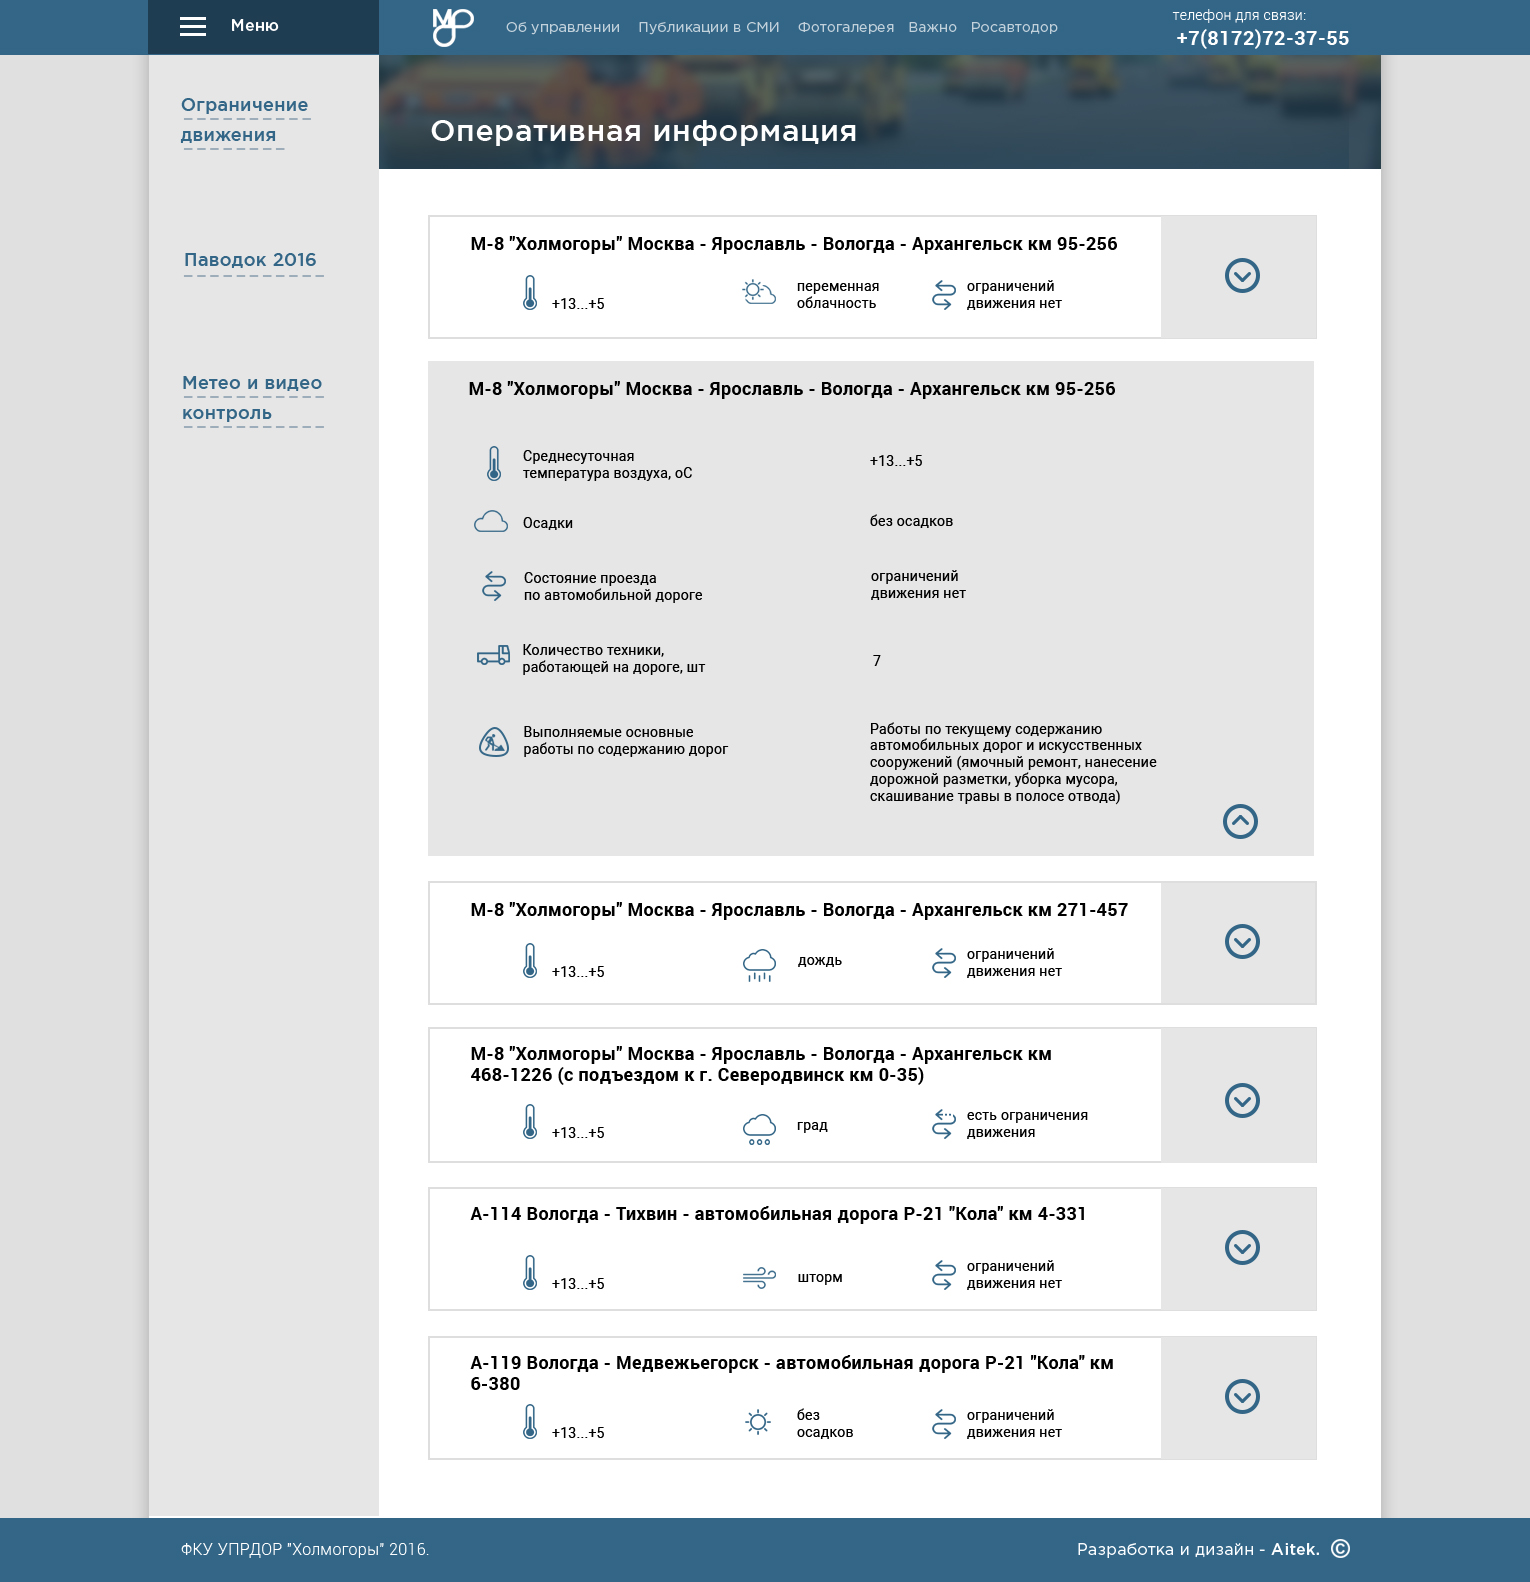 Меню
Об управлении Публикации в СМИ Фотогалерея Важно Росавтодор
телефон для связи:
+7(8172)72-37-55
Ограничение
движения
Паводок 2016
Метео и видео
контроль
Оперативная информация
М-8 "Холмогоры" Москва - Ярославль - Вологда - Архангельск км 95-256
+13...+5
переменная
облачность
ограничений
движения нет
М-8 "Холмогоры" Москва - Ярославль - Вологда - Архангельск км 95-256
Среднесуточная
температура воздуха, оС
+13...+5
Осадки
без осадков
Состояние проезда
по автомобильной дороге
ограничений
движения нет
Количество техники,
работающей на дороге, шт
7
Выполняемые основные
работы по содержанию дорог
Работы по текущему содержанию
автомобильных дорог и искусственных
сооружений (ямочный ремонт, нанесение
дорожной разметки, уборка мусора,
скашивание травы в полосе отвода)
М-8 "Холмогоры" Москва - Ярославль - Вологда - Архангельск км 271-457
+13...+5
дождь
ограничений
движения нет
М-8 "Холмогоры" Москва - Ярославль - Вологда - Архангельск км
468-1226 (с подъездом к г. Северодвинск км 0-35)
+13...+5
град
есть ограничения
движения
А-114 Вологда - Тихвин - автомобильная дорога Р-21 "Кола" км 4-331
+13...+5
шторм
ограничений
движения нет
А-119 Вологда - Медвежьегорск - автомобильная дорога Р-21 "Кола" км
6-380
+13...+5
без
осадков
ограничений
движения нет
ФКУ УПРДОР "Холмогоры" 2016.
Разработка и дизайн - Aitek. ©